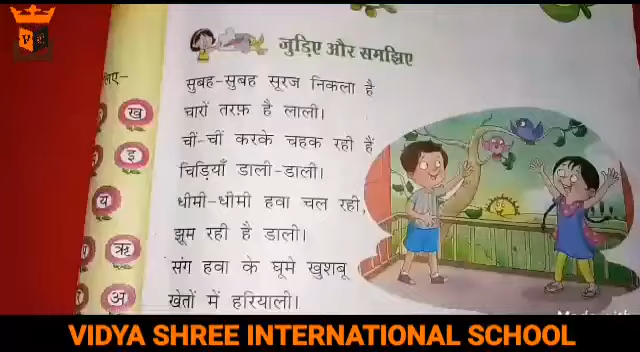 जुड़िए और समझिए
सुबह-सुबह सूरज निकला है
चारों तरफ़ है लाली।
चीं-चीं करके चहक रही हैं
चिड़ियाँ डाली-डाली।
धीमी-धीमी हवा चल रही,
झूम रही है डाली।
संग हवा के घूमे खुशबू
खेतों में हरियाली।
ख
इ
य
ऋ
अ
VIDYA SHREE INTERNATIONAL SCHOOL